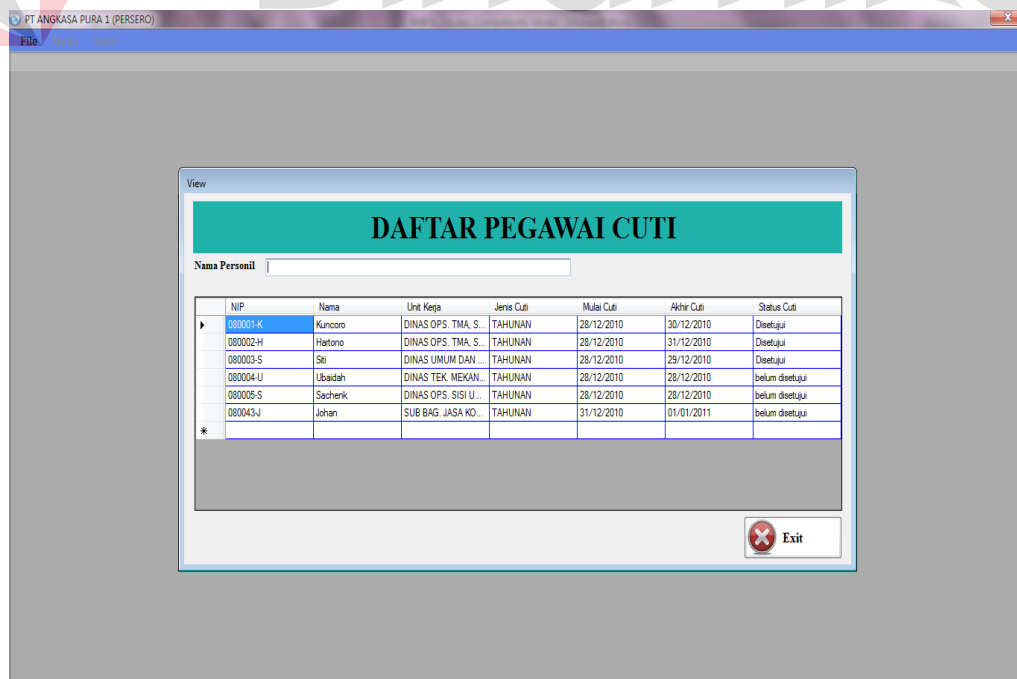 PT ANGKASA PURA 1 (PERSERO)
File
View
DAFTAR PEGAWAI CUTI
Nama Personil
NIP Nama Unit Kerja Jenis Cuti Mulai Cuti Akhir Cuti Status Cuti
080001-K Kuncoro DINAS OPS. TMA, S... TAHUNAN 28/12/2010 30/12/2010 Disetujui
080002-H Hartono DINAS OPS. TMA, S... TAHUNAN 28/12/2010 31/12/2010 Disetujui
080003-S Siti DINAS UMUM DAN ... TAHUNAN 28/12/2010 29/12/2010 Disetujui
080004-U Ubaidah DINAS TEK. MEKAN... TAHUNAN 28/12/2010 28/12/2010 belum disetujui
080005-S Sachenk DINAS OPS. SISI U... TAHUNAN 28/12/2010 28/12/2010 belum disetujui
080043-J Johan SUB BAG. JASA KO... TAHUNAN 31/12/2010 01/01/2011 belum disetujui
Exit